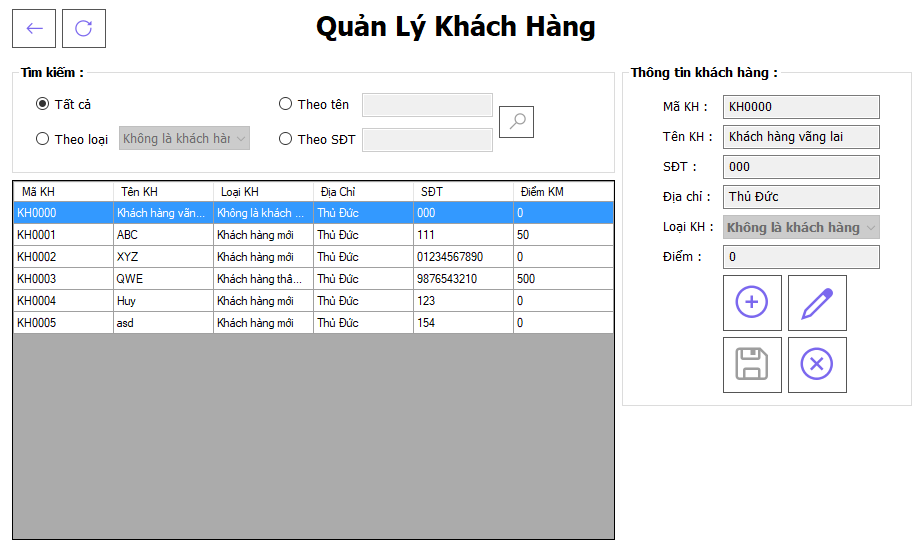 Quản Lý Khách Hàng
Tìm kiếm :
Tất cả
Theo tên
Theo loại
Không là khách hàn
Theo SĐT
Mã KH Tên KH Loại KH Địa Chỉ SĐT Điểm KM
KH0000 Khách hàng vãn... Không là khách ... Thủ Đức 000 0
KH0001 ABC Khách hàng mới Thủ Đức 111 50
KH0002 XYZ Khách hàng mới Thủ Đức 01234567890 0
KH0003 QWE Khách hàng thâ... Thủ Đức 9876543210 500
KH0004 Huy Khách hàng mới Thủ Đức 123 0
KH0005 asd Khách hàng mới Thủ Đức 154 0
Thông tin khách hàng :
Mã KH : KH0000
Tên KH : Khách hàng vãng lai
SĐT : 000
Địa chỉ : Thủ Đức
Loại KH : Không là khách hàng
Điểm : 0